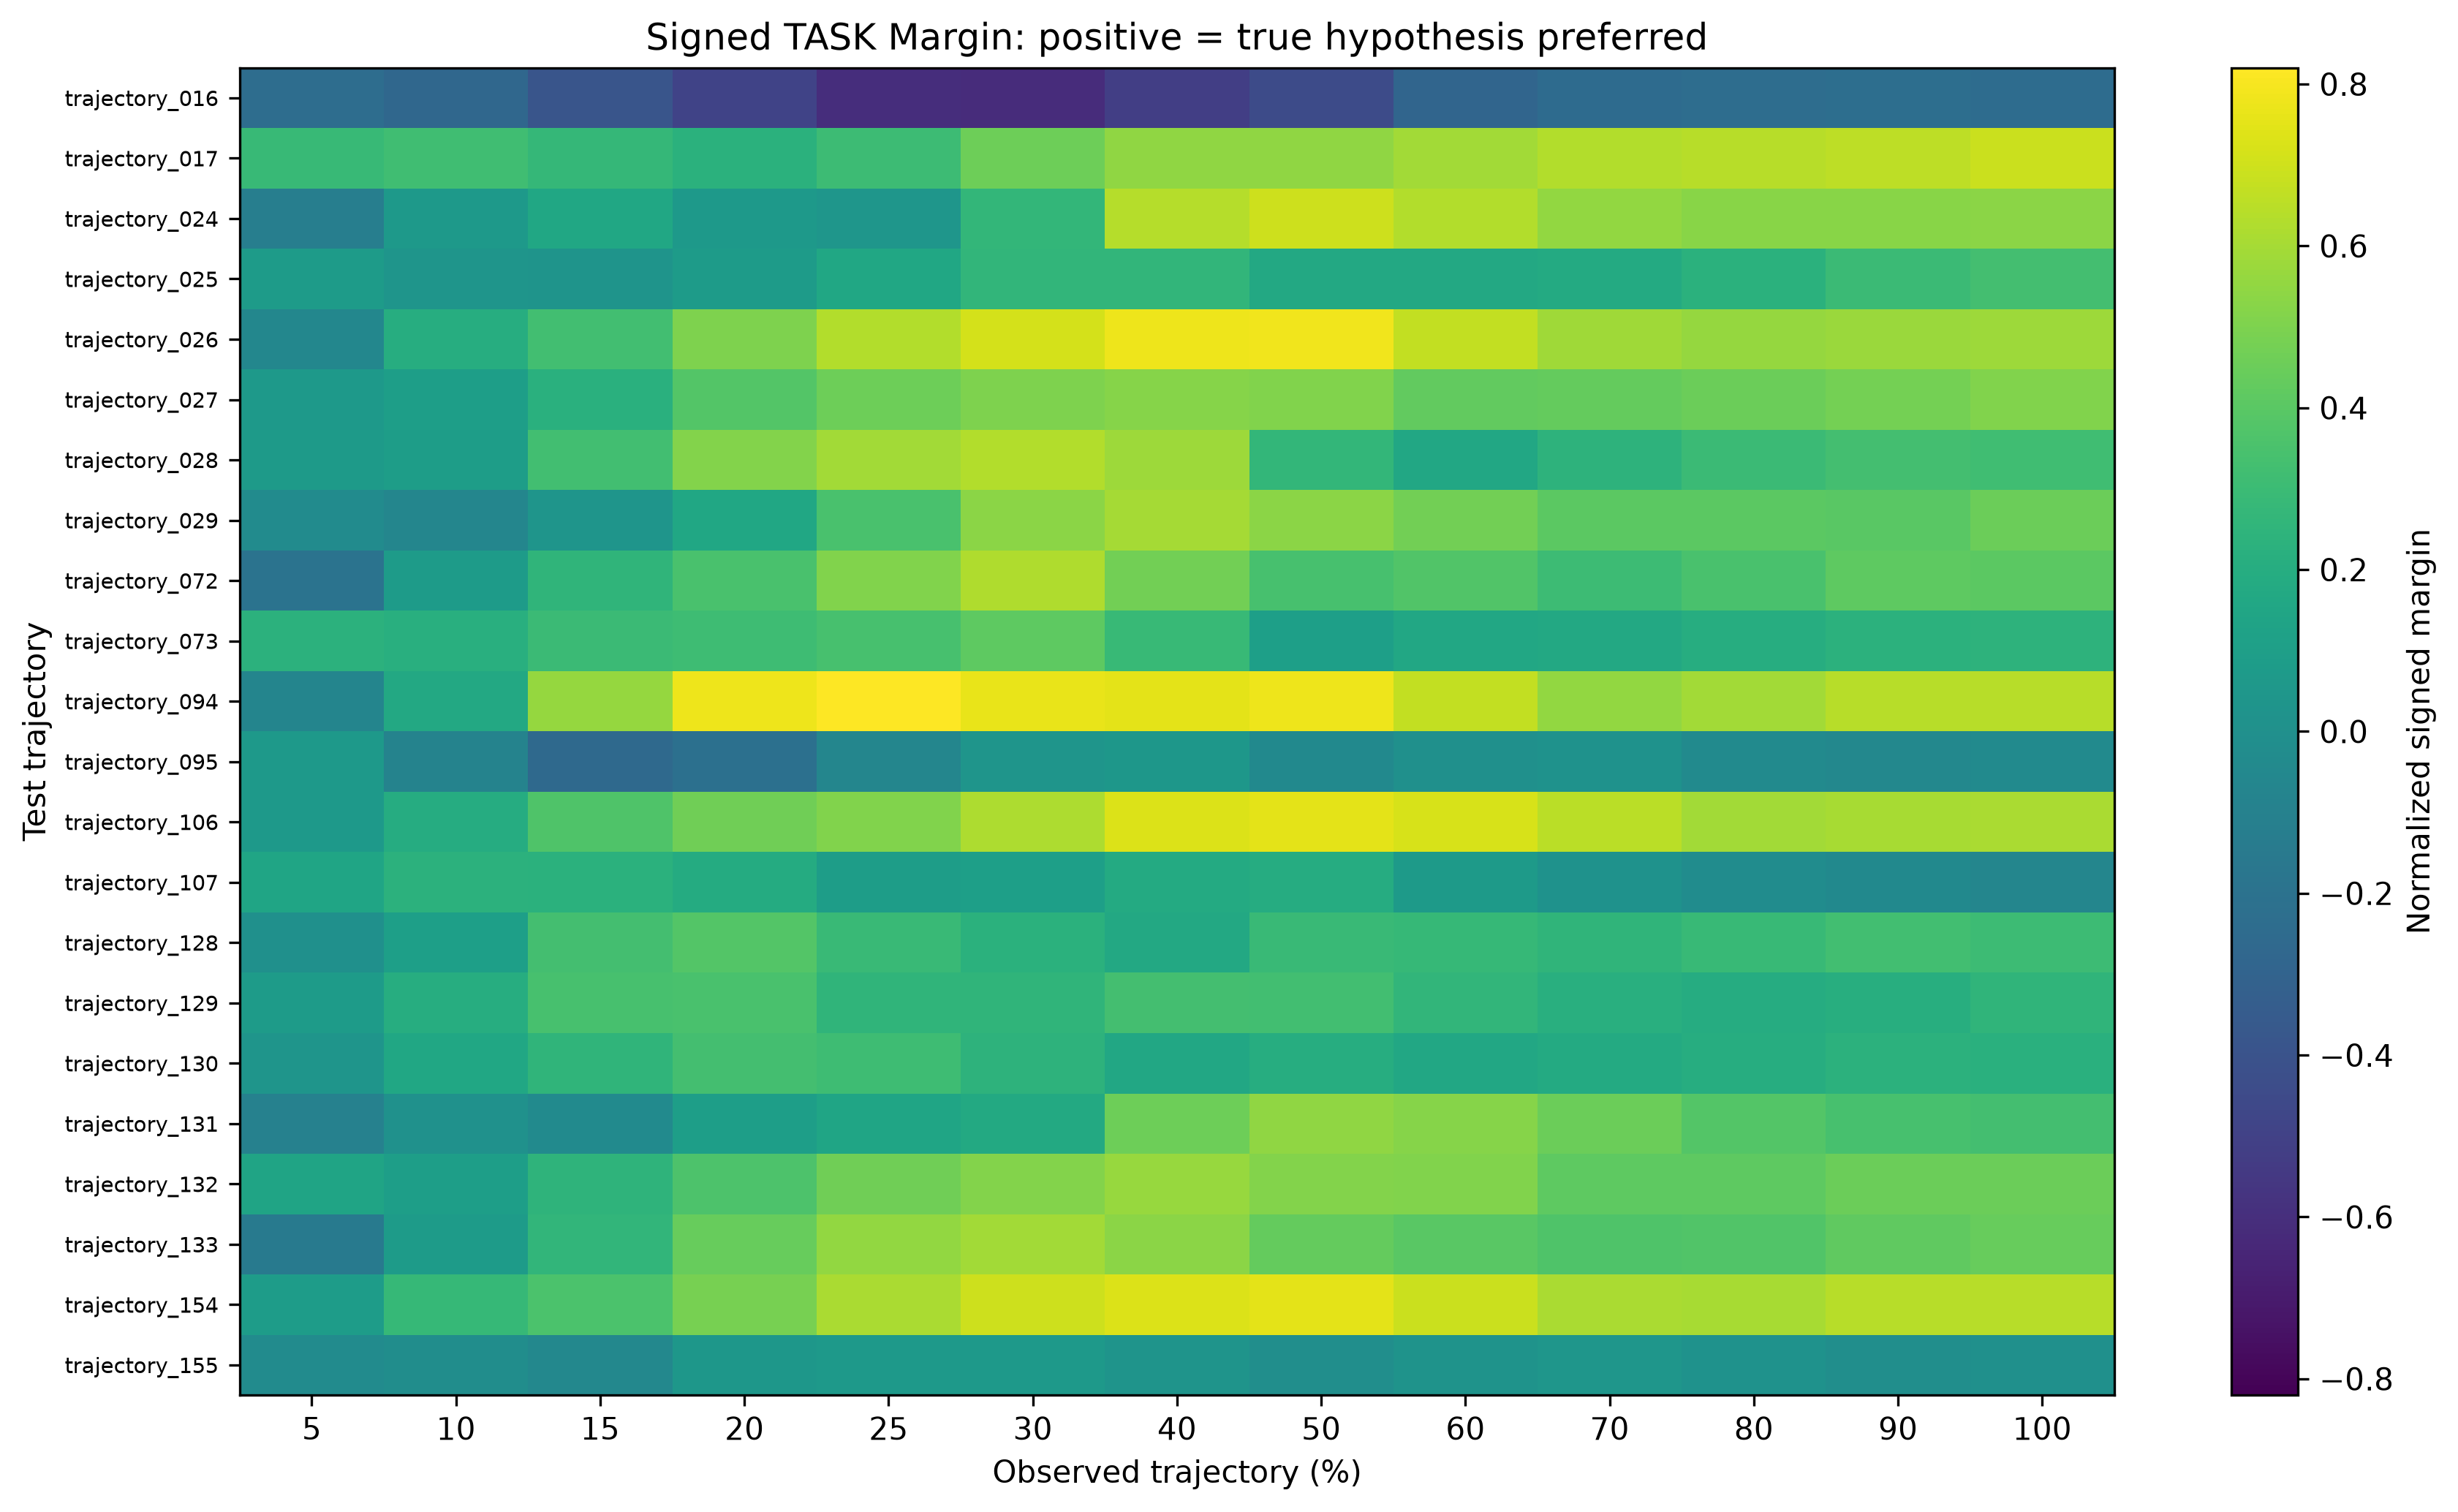 Signed TASK Margin: positive = true hypothesis preferred
Test trajectory
trajectory_016
trajectory_017
trajectory_024
trajectory_025
trajectory_026
trajectory_027
trajectory_028
trajectory_029
trajectory_072
trajectory_073
trajectory_094
trajectory_095
trajectory_106
trajectory_107
trajectory_128
trajectory_129
trajectory_130
trajectory_131
trajectory_132
trajectory_133
trajectory_154
trajectory_155
5 10 15 20 25 30 40 50 60 70 80 90 100
Observed trajectory (%)
0.8
0.6
0.4
0.2
0.0
−0.2
−0.4
−0.6
−0.8
Normalized signed margin